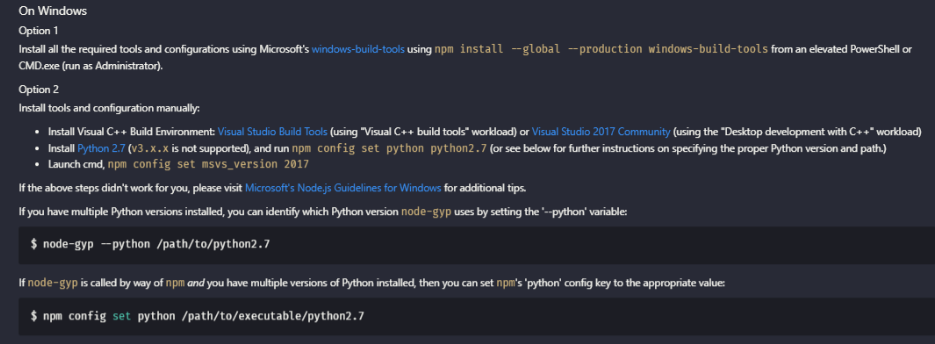 On Windows
Option 1
Install all the required tools and configurations using Microsoft's windows-build-tools using npm install --global --production windows-build-tools from an elevated PowerShell or
CMD.exe (run as Administrator).
Option 2
Install tools and configuration manually:
• Install Visual C++ Build Environment: Visual Studio Build Tools (using "Visual C++ build tools" workload) or Visual Studio 2017 Community (using the "Desktop development with C++" workload)
• Install Python 2.7 (v3.x.x is not supported), and run npm config set python python2.7 (or see below for further instructions on specifying the proper Python version and path.)
• Launch cmd, npm config set msvs_version 2017
If the above steps didn't work for you, please visit Microsoft's Node.js Guidelines for Windows for additional tips.
If you have multiple Python versions installed, you can identify which Python version node-gyp uses by setting the '--python' variable:
$ node-gyp --python /path/to/python2.7
If node-gyp is called by way of npm and you have multiple versions of Python installed, then you can set npm's 'python' config key to the appropriate value:
$ npm config set python /path/to/executable/python2.7